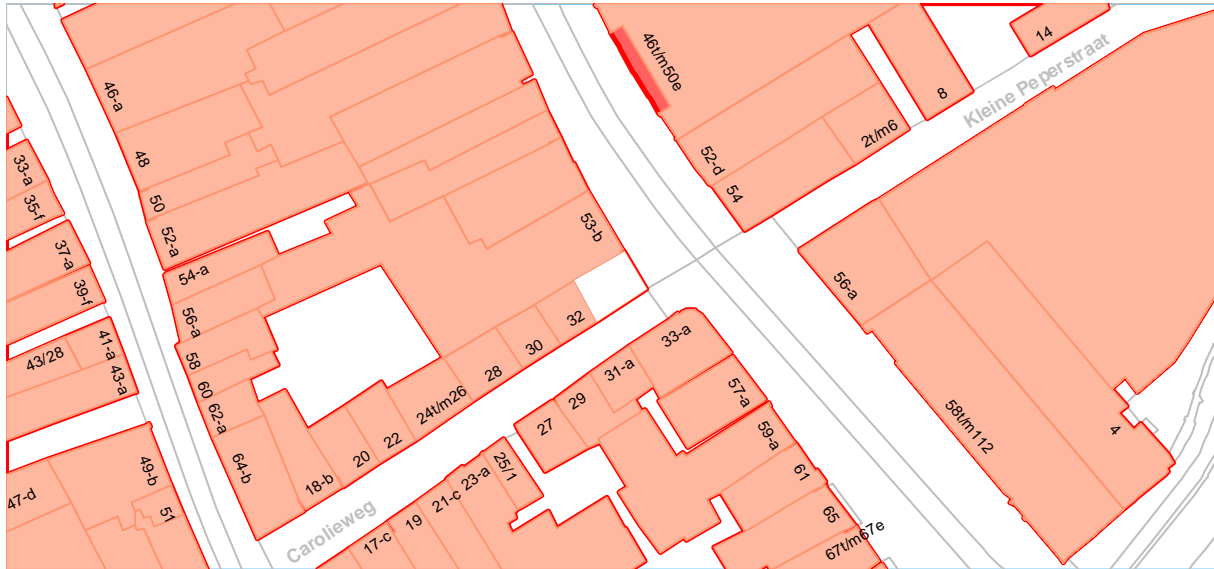 46t/m50e
14
Kleine Peperstraat
8
46-a
2t/m6
48
52-d
33-a
54
50
35-f
53-b
52-a
37-a
54-a
39-f
56-a
56-a
32
33-a
41-a
43/28
58
30
31-a
28
43-a
60
57-a
29
24t/m26
62-a
27
58t/m112
4
22
59-a
20
64-b
25/1
23-a
49-b
61
18-b
21-c
47-d
51
19
65
17-c
67t/m67e
Carolieweg